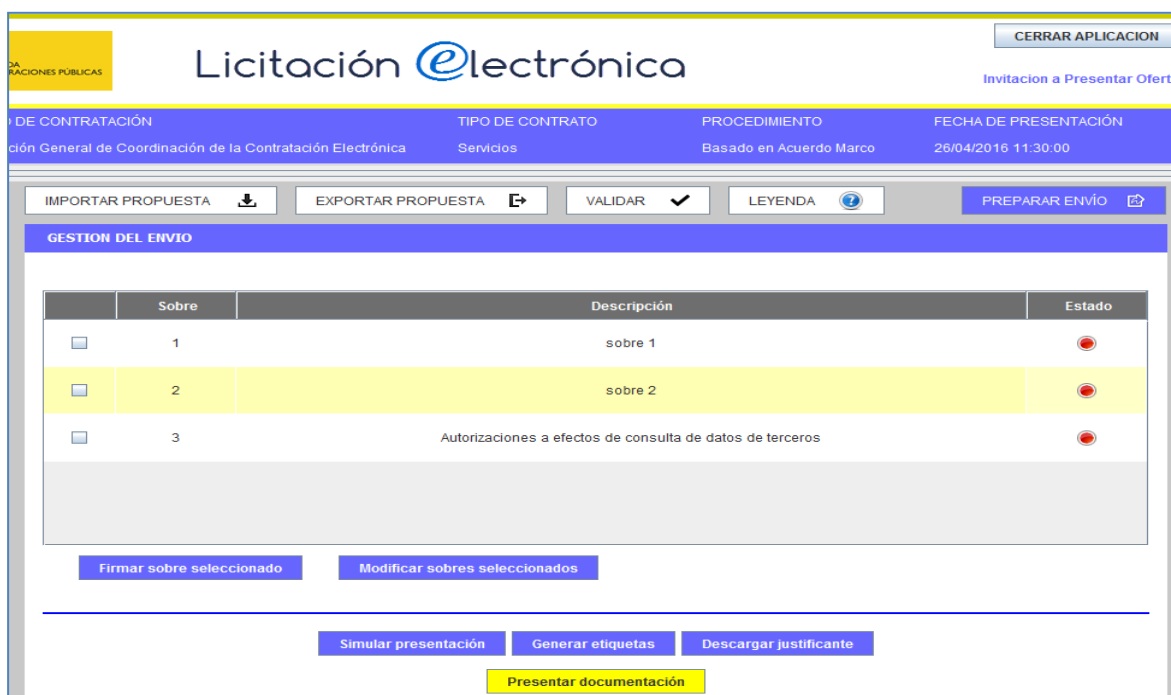 CERRAR APLICACION
DA
RACIONES PÚBLICAS
Licitación electrónica
Invitacion a Presentar Ofert
O DE CONTRATACIÓN TIPO DE CONTRATO PROCEDIMIENTO FECHA DE PRESENTACIÓN
ción General de Coordinación de la Contratación Electrónica Servicios Basado en Acuerdo Marco 26/04/2016 11:30:00
IMPORTAR PROPUESTA EXPORTAR PROPUESTA VALIDAR LEYENDA ? PREPARAR ENVÍO
GESTION DEL ENVIO
Sobre Descripción Estado
1 sobre 1
2 sobre 2
3 Autorizaciones a efectos de consulta de datos de terceros
Firmar sobre seleccionado Modificar sobres seleccionados
Simular presentación Generar etiquetas Descargar justificante
Presentar documentación